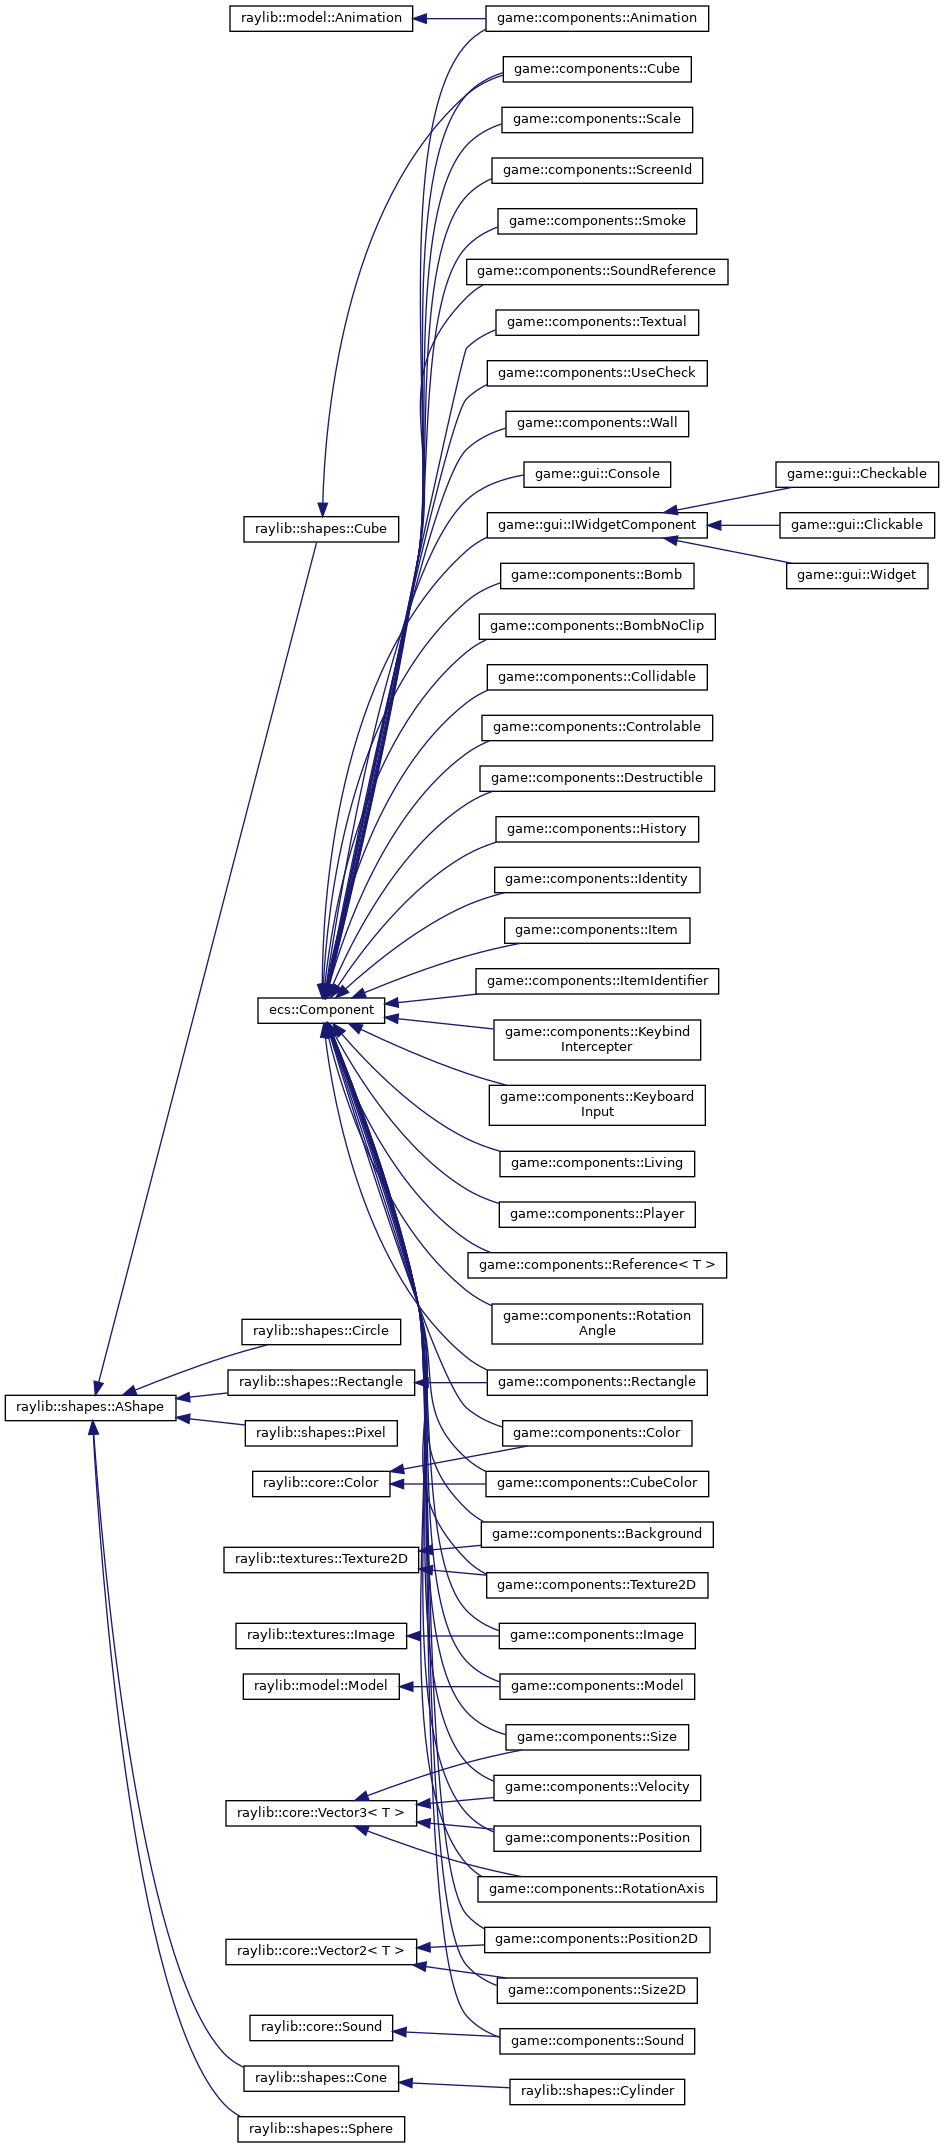 raylib::model::Animation
game::components::Animation
game::components::Cube
game::components::Scale
game::components::ScreenId
game::components::Smoke
game::components::SoundReference
game::components::Textual
game::components::UseCheck
game::components::Wall
game::gui::Console
game::gui::Checkable
raylib::shapes::Cube
game::gui::IWidgetComponent
game::gui::Clickable
game::components::Bomb
game::gui::Widget
game::components::BombNoClip
game::components::Collidable
game::components::Controlable
game::components::Destructible
game::components::History
game::components::Identity
game::components::Item
game::components::ItemIdentifier
ecs::Component
game::components::Keybind
Intercepter
game::components::Keyboard
Input
game::components::Living
game::components::Player
game::components::Reference< T >
game::components::Rotation
Angle
raylib::shapes::Circle
raylib::shapes::Rectangle
game::components::Rectangle
raylib::shapes::AShape
raylib::shapes::Pixel
game::components::Color
raylib::core::Color
game::components::CubeColor
game::components::Background
raylib::textures::Texture2D
game::components::Texture2D
raylib::textures::Image
game::components::Image
raylib::model::Model
game::components::Model
game::components::Size
game::components::Velocity
raylib::core::Vector3< T >
game::components::Position
game::components::RotationAxis
game::components::Position2D
raylib::core::Vector2< T >
game::components::Size2D
raylib::core::Sound
game::components::Sound
raylib::shapes::Cone
raylib::shapes::Cylinder
raylib::shapes::Sphere